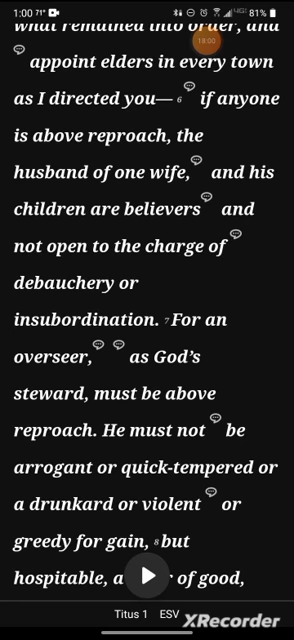 1:00 71°
81%
what remained into order, and
18:00
appoint elders in every town
as I directed you— 6 if anyone
is above reproach, the
husband of one wife, and his
children are believers and
not open to the charge of
debauchery or
insubordination. 7 For an
overseer, as God's
steward, must be above
reproach. He must not be
arrogant or quick-tempered or
a drunkard or violent or
greedy for gain, 8 but
hospitable, a of good,
Titus 1 ESV
XRecorder